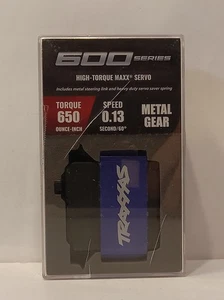 600 SERIES
HIGH-TORQUE MAXX® SERVO
Includes metal steering link and heavy duty servo saver spring
TORQUE
650
OUNCE-INCH
SPEED
0.13
SECOND/60°
METAL
GEAR
TRAXXAS